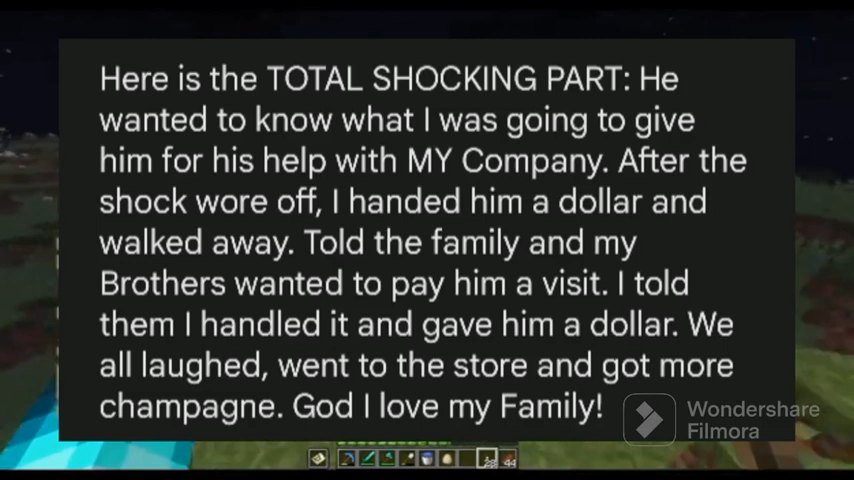 Here is the TOTAL SHOCKING PART: He
wanted to know what I was going to give
him for his help with MY Company. After the
shock wore off, I handed him a dollar and
walked away. Told the family and my
Brothers wanted to pay him a visit. I told
them I handled it and gave him a dollar. We
all laughed, went to the store and got more
champagne. God I love my Family!
Wondershare
Filmora
44